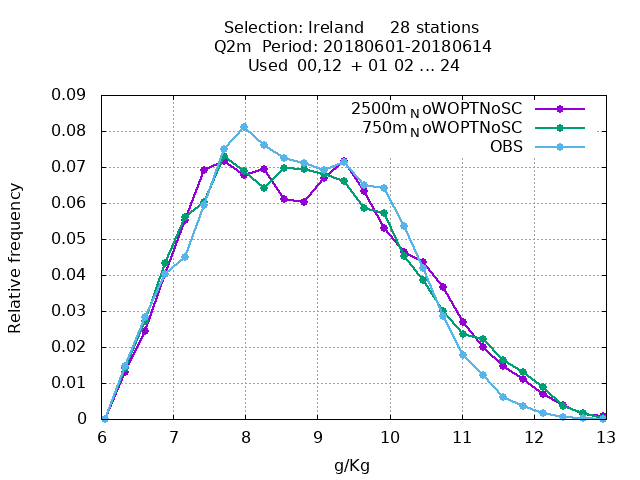 Selection: Ireland     28 stations
Q2m  Period: 20180601-20180614
Used  00,12  + 01 02 ... 24
2500m_NoWOPTNoSC
750m_NoWOPTNoSC
OBS
Relative frequency
0.09
0.08
0.07
0.06
0.05
0.04
0.03
0.02
0.01
0
6 7 8 9 10 11 12 13
g/Kg